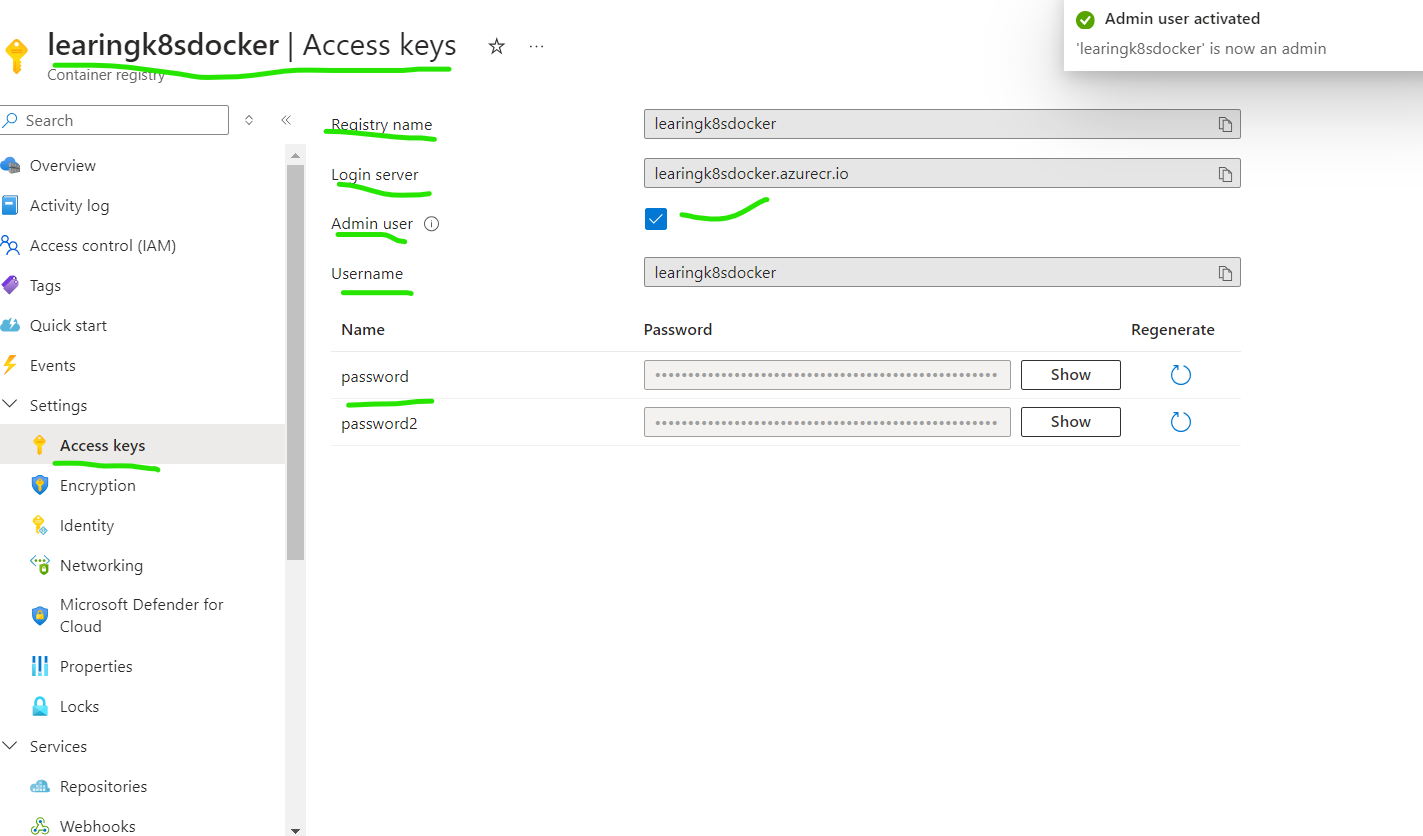 learingk8sdocker | Access keys
Container registry
Admin user activated
'learingk8sdocker' is now an admin
Search
Overview
Activity log
Access control (IAM)
Tags
Quick start
Events
Settings
Access keys
Encryption
Identity
Networking
Microsoft Defender for
Cloud
Properties
Locks
Services
Repositories
Webhooks
Registry name learingk8sdocker
Login server learingk8sdocker.azurecr.io
Admin user
Username learingk8sdocker
Name Password Regenerate
password Show
password2 Show